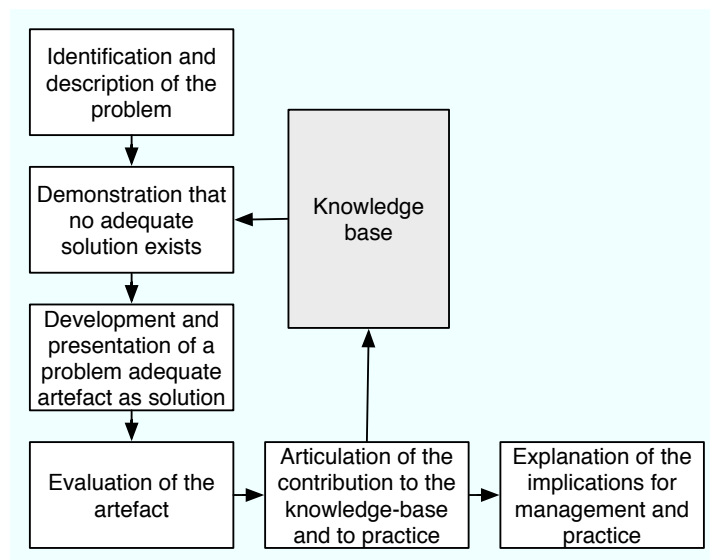 Identification and
description of the
problem
Demonstration that
no adequate
solution exists
Knowledge
base
Development and
presentation of a
problem adequate
artefact as solution
Evaluation of the
artefact
Articulation of the
contribution to the
knowledge-base
and to practice
Explanation of the
implications for
management and
practice